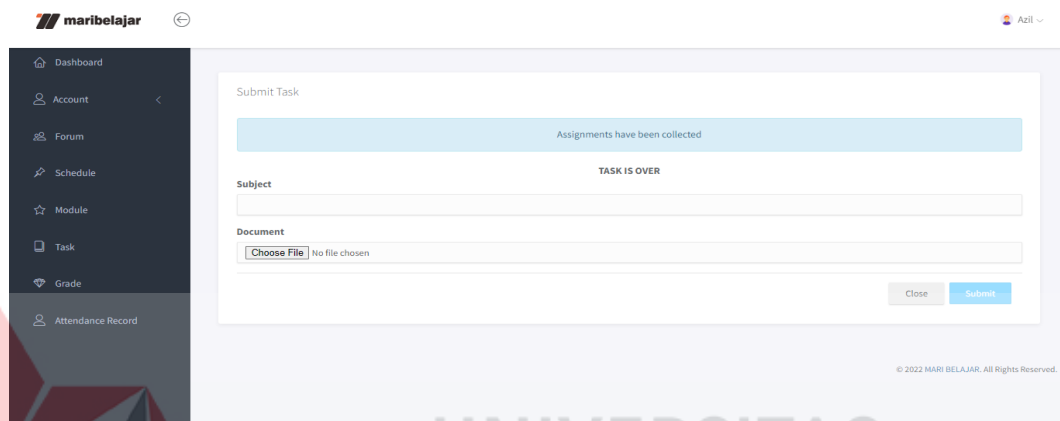 maribelajar
Azil
Dashboard
Account
Forum
Schedule
Module
Task
Grade
Attendance Record
Submit Task
Assignments have been collected
TASK IS OVER
Subject
Document
Choose File No file chosen
Close Submit
© 2022 MARI BELAJAR. All Rights Reserved.
UNIVERSITAS